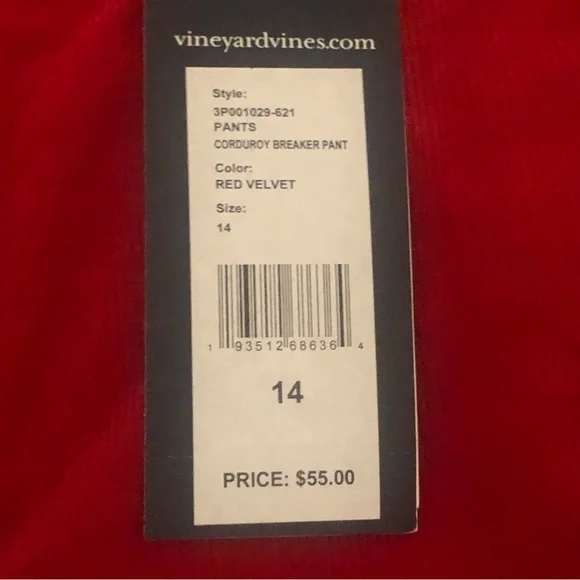 vineyardvines.com
Style:
3P001029-621
PANTS
CORDUROY BREAKER PANT
Color:
RED VELVET
Size:
14
1 93512 68636 4
14
PRICE: $55.00